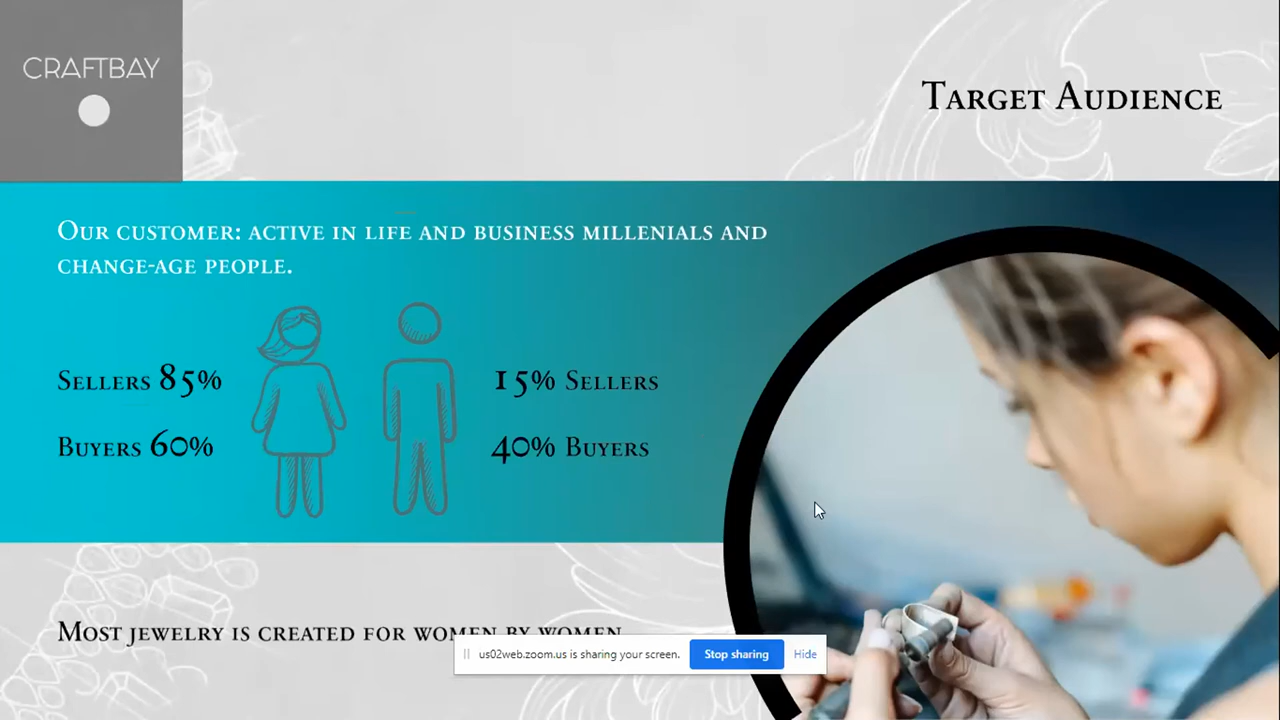 CRAFTBAY
Target Audience
Our customer: active in life and business millenials and
change-age people.
Sellers 85%
15% Sellers
Buyers 60%
40% Buyers
Most jewelry is created for women by women
us02web.zoom.us is sharing your screen.
Stop sharing
Hide